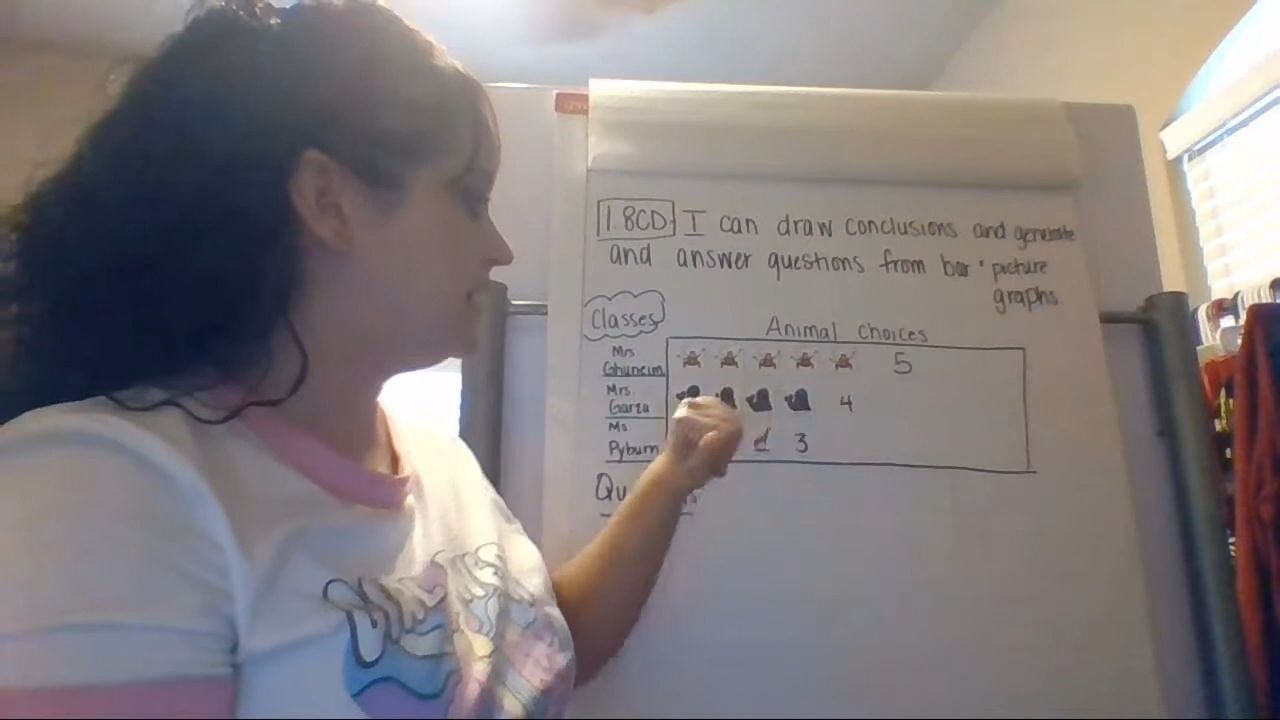 1.8CD I can draw conclusions and generate
and answer questions from bar picture
graphs
Classes
Animal choices
Mrs
Ghuneim 5
Mrs
Garza 4
Ms
Pyburn 3
Qu